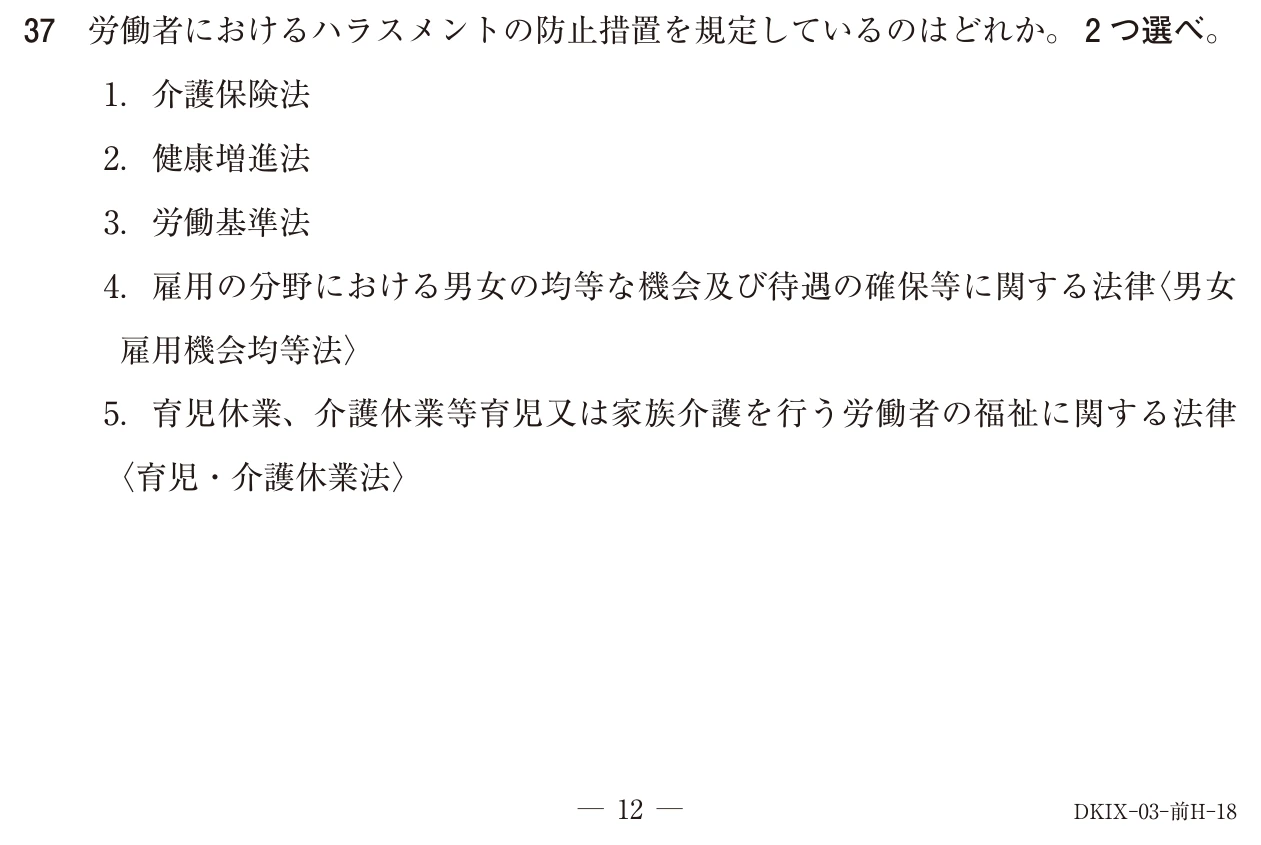 37 労働者におけるハラスメントの防止措置を規定しているのはどれか。2つ選べ。
1. 介護保険法
2. 健康増進法
3. 労働基準法
4. 雇用の分野における男女の均等な機会及び待遇の確保等に関する法律〈男女
雇用機会均等法〉
5. 育児休業、介護休業等育児又は家族介護を行う労働者の福祉に関する法律
〈育児・介護休業法〉
— 12 —
DKIX-03-前H-18